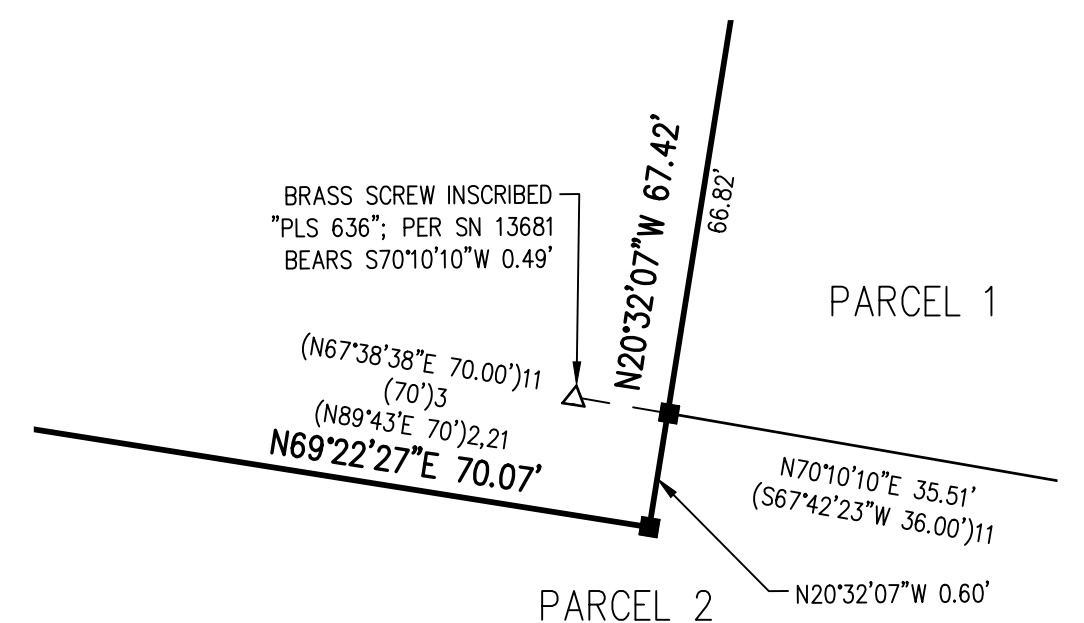 BRASS SCREW INSCRIBED
"PLS 636"; PER SN 13681
BEARS S70°10'10"W 0.49'
N20°32'07"W 67.42'
66.82'
PARCEL 1
(N67°38'38"E 70.00')11
(70')3
(N89°43'E 70')2,21
N69°22'27"E 70.07'
N70°10'10"E 35.51'
(S67°42'23"W 36.00')11
N20°32'07"W 0.60'
PARCEL 2